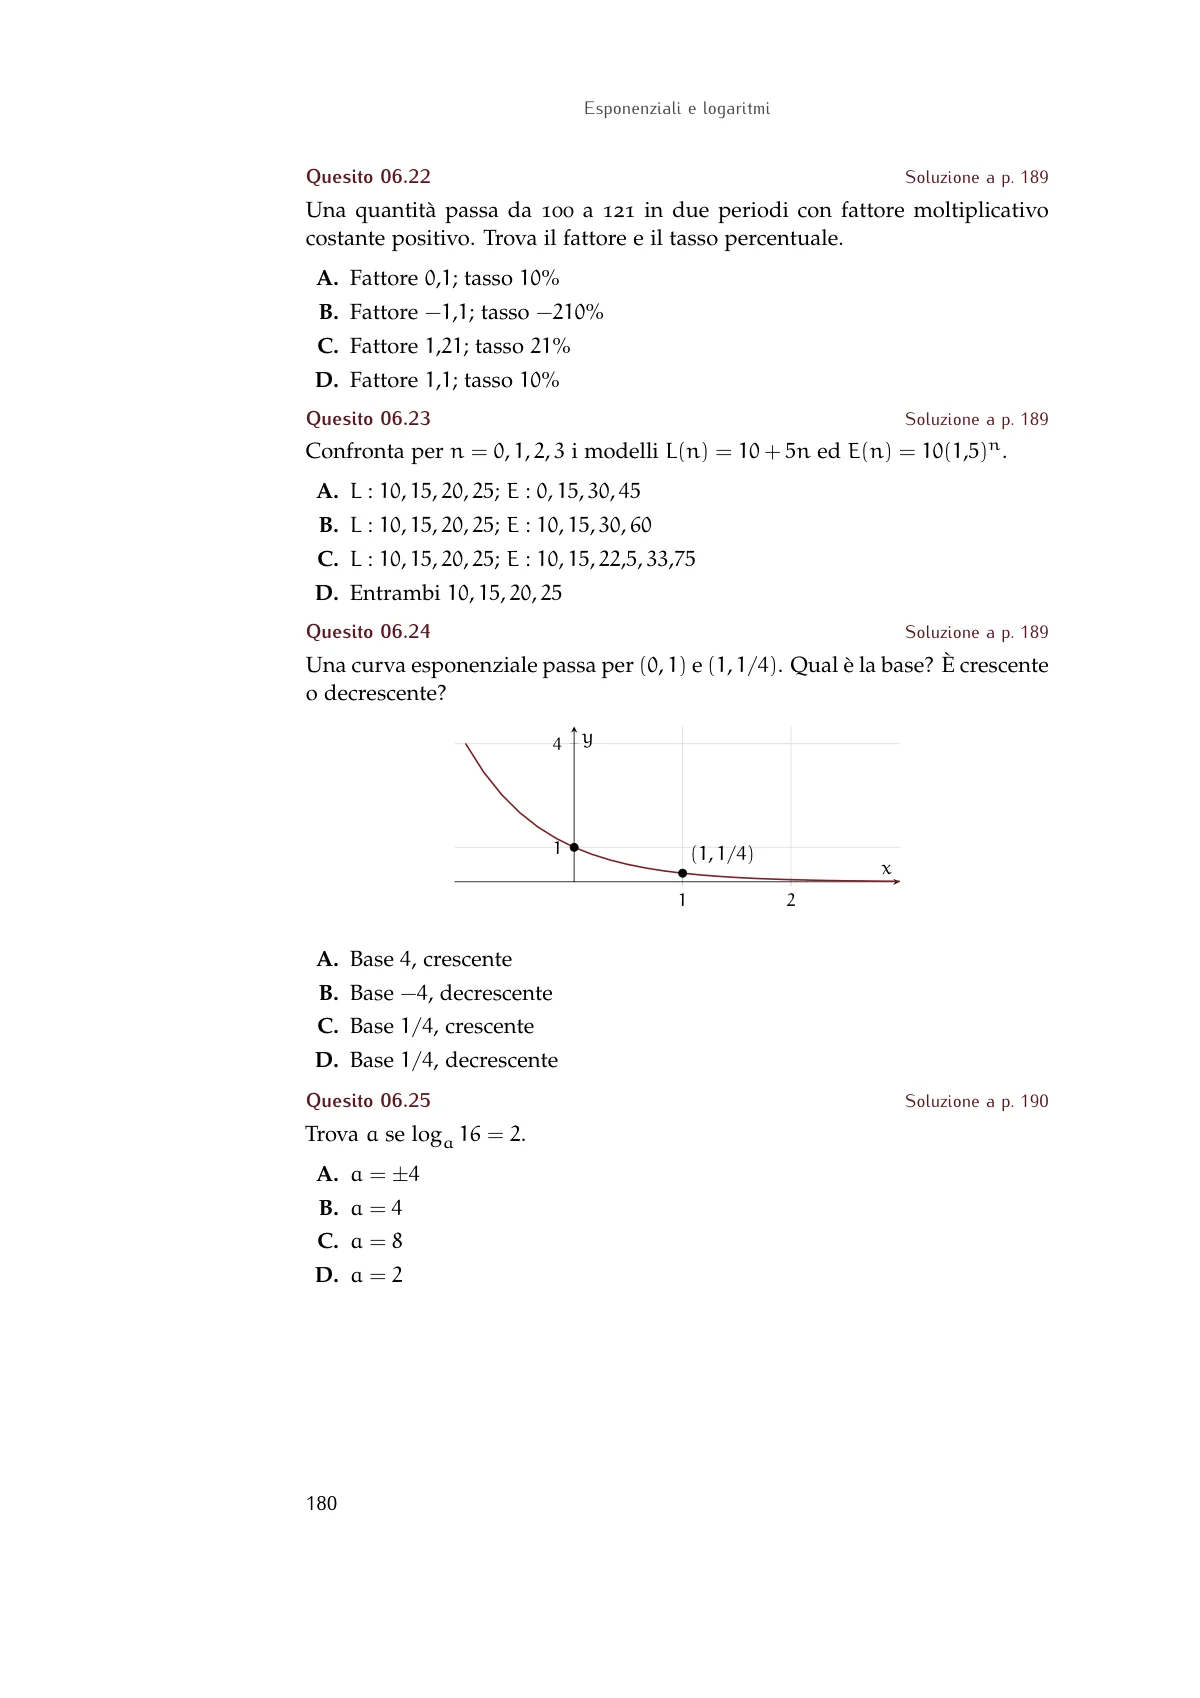 Esponenziali e logaritmi
Quesito 06.22 Soluzione a p. 189
Una quantità passa da 100 a 121 in due periodi con fattore moltiplicativo
costante positivo. Trova il fattore e il tasso percentuale.
A. Fattore 0,1; tasso 10%
B. Fattore −1,1; tasso −210%
C. Fattore 1,21; tasso 21%
D. Fattore 1,1; tasso 10%
Quesito 06.23 Soluzione a p. 189
Confronta per n = 0, 1, 2, 3 i modelli L(n) = 10 + 5n ed E(n) = 10(1,5)ⁿ.
A. L : 10, 15, 20, 25; E : 0, 15, 30, 45
B. L : 10, 15, 20, 25; E : 10, 15, 30, 60
C. L : 10, 15, 20, 25; E : 10, 15, 22,5, 33,75
D. Entrambi 10, 15, 20, 25
Quesito 06.24 Soluzione a p. 189
Una curva esponenziale passa per (0, 1) e (1, 1/4). Qual è la base? È crescente
o decrescente?
4 y
1 (1, 1/4)
x
1 2
A. Base 4, crescente
B. Base −4, decrescente
C. Base 1/4, crescente
D. Base 1/4, decrescente
Quesito 06.25 Soluzione a p. 190
Trova a se logₐ 16 = 2.
A. a = ±4
B. a = 4
C. a = 8
D. a = 2
180